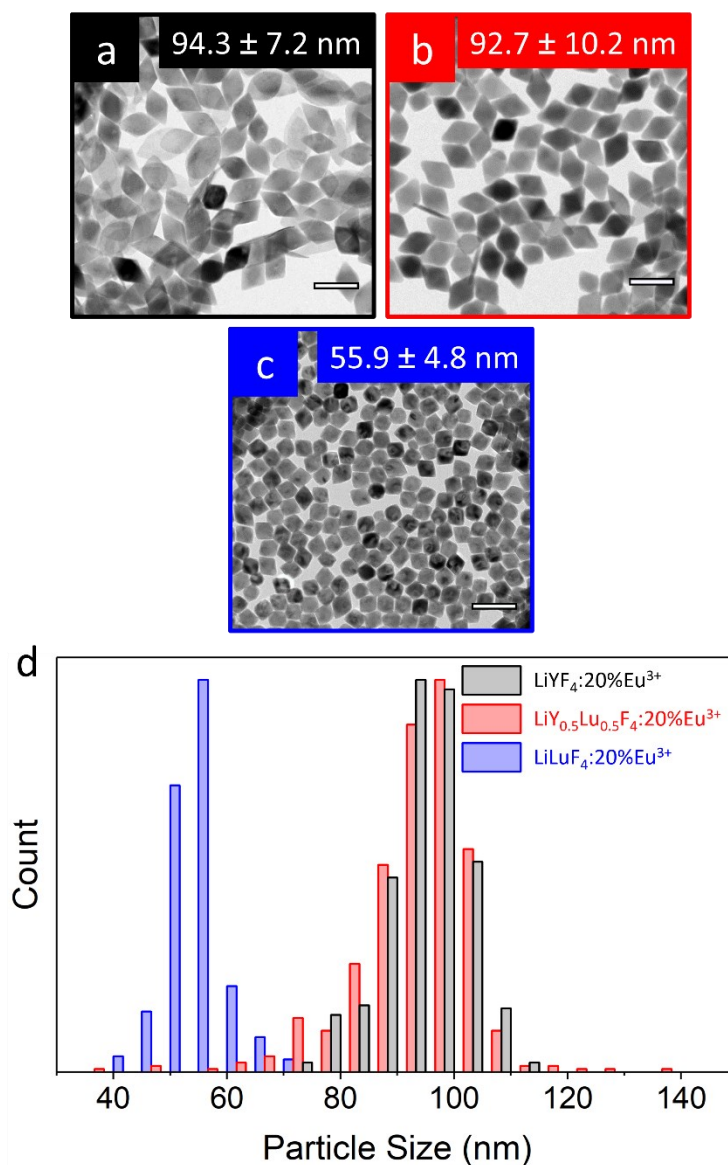 a 94.3 ± 7.2 nm
b 92.7 ± 10.2 nm
c 55.9 ± 4.8 nm
d
LiYF₄:20%Eu³⁺
LiY₀.₅Lu₀.₅F₄:20%Eu³⁺
LiLuF₄:20%Eu³⁺
Count
40 60 80 100 120 140
Particle Size (nm)